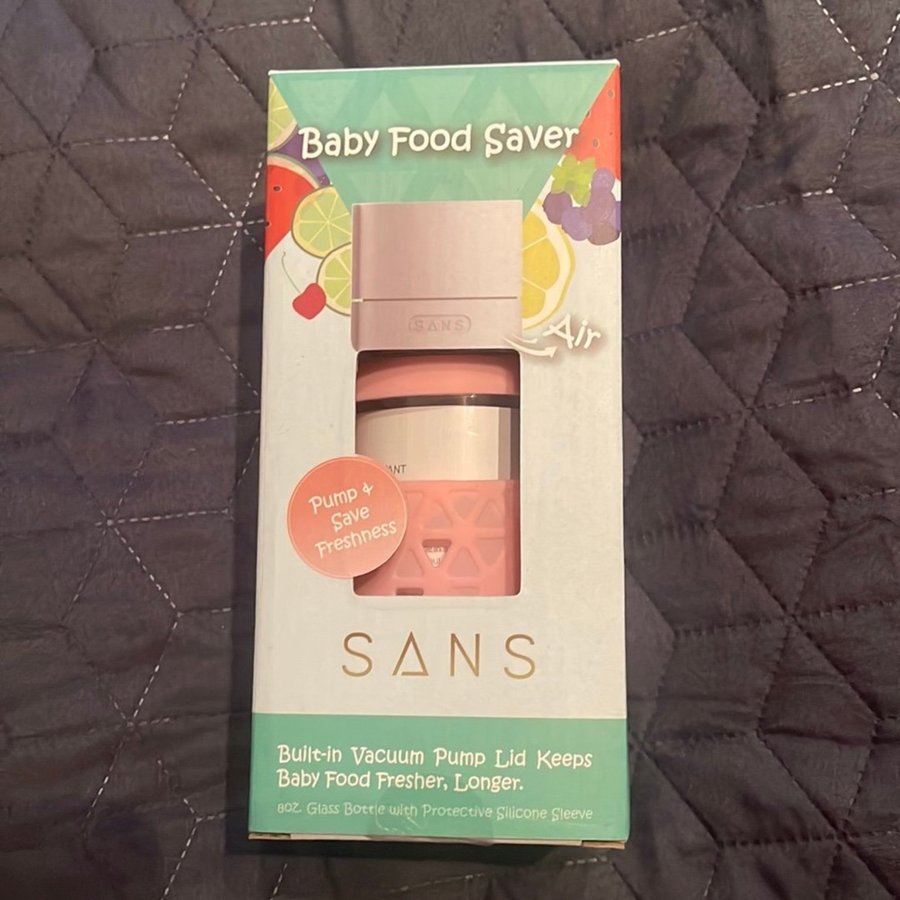 Baby Food Saver
SANS
Air
ANT
Pump &
Save
Freshness
SANS
Built-in Vacuum Pump Lid Keeps
Baby Food Fresher, Longer.
8oz. Glass Bottle with Protective Silicone Sleeve